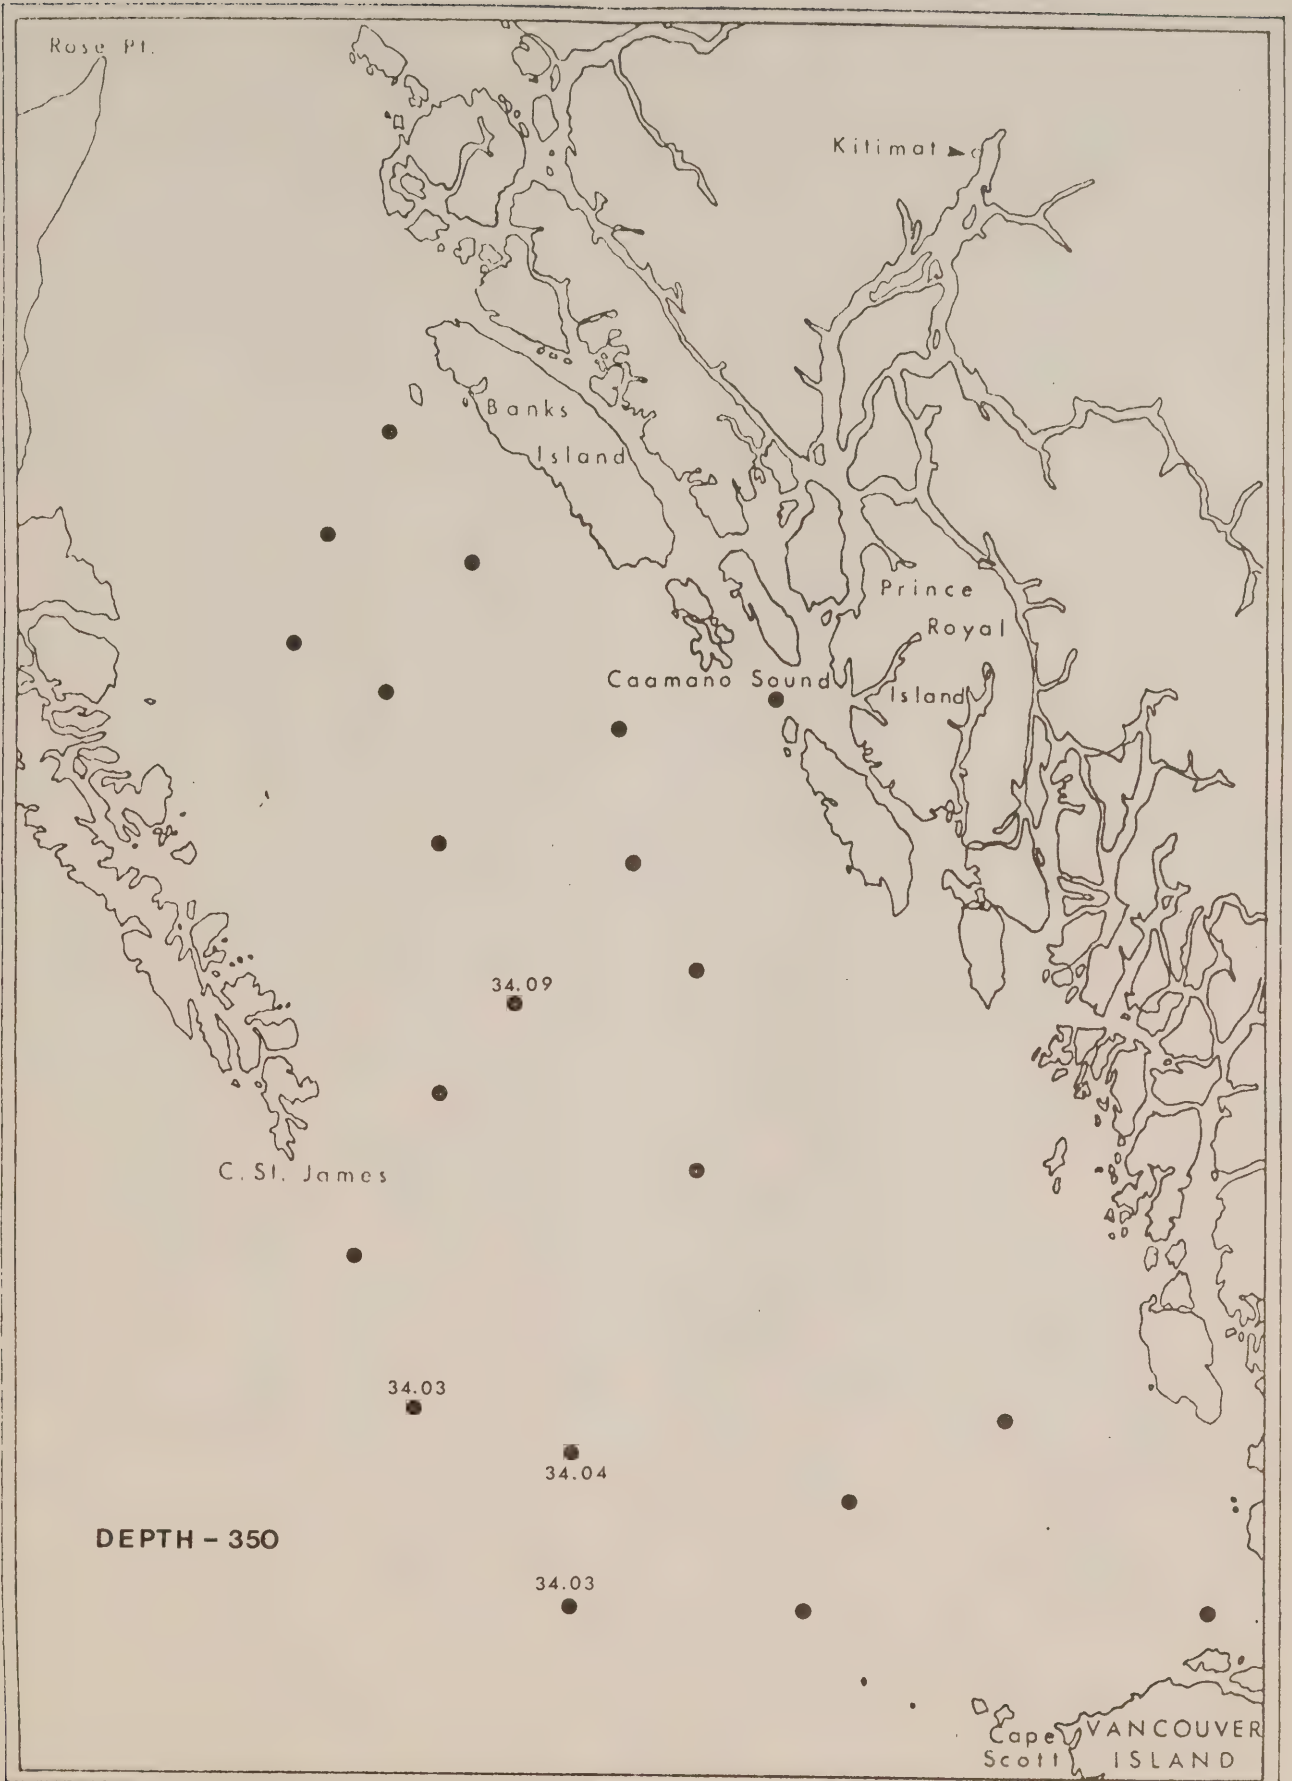 Rose Pt.
Kitimat
Banks
Island
Prince
Royal
Island
Caamano Sound
34.09
C. St. James
34.03
34.04
DEPTH - 350
34.03
Cape
Scott
VANCOUVER
ISLAND